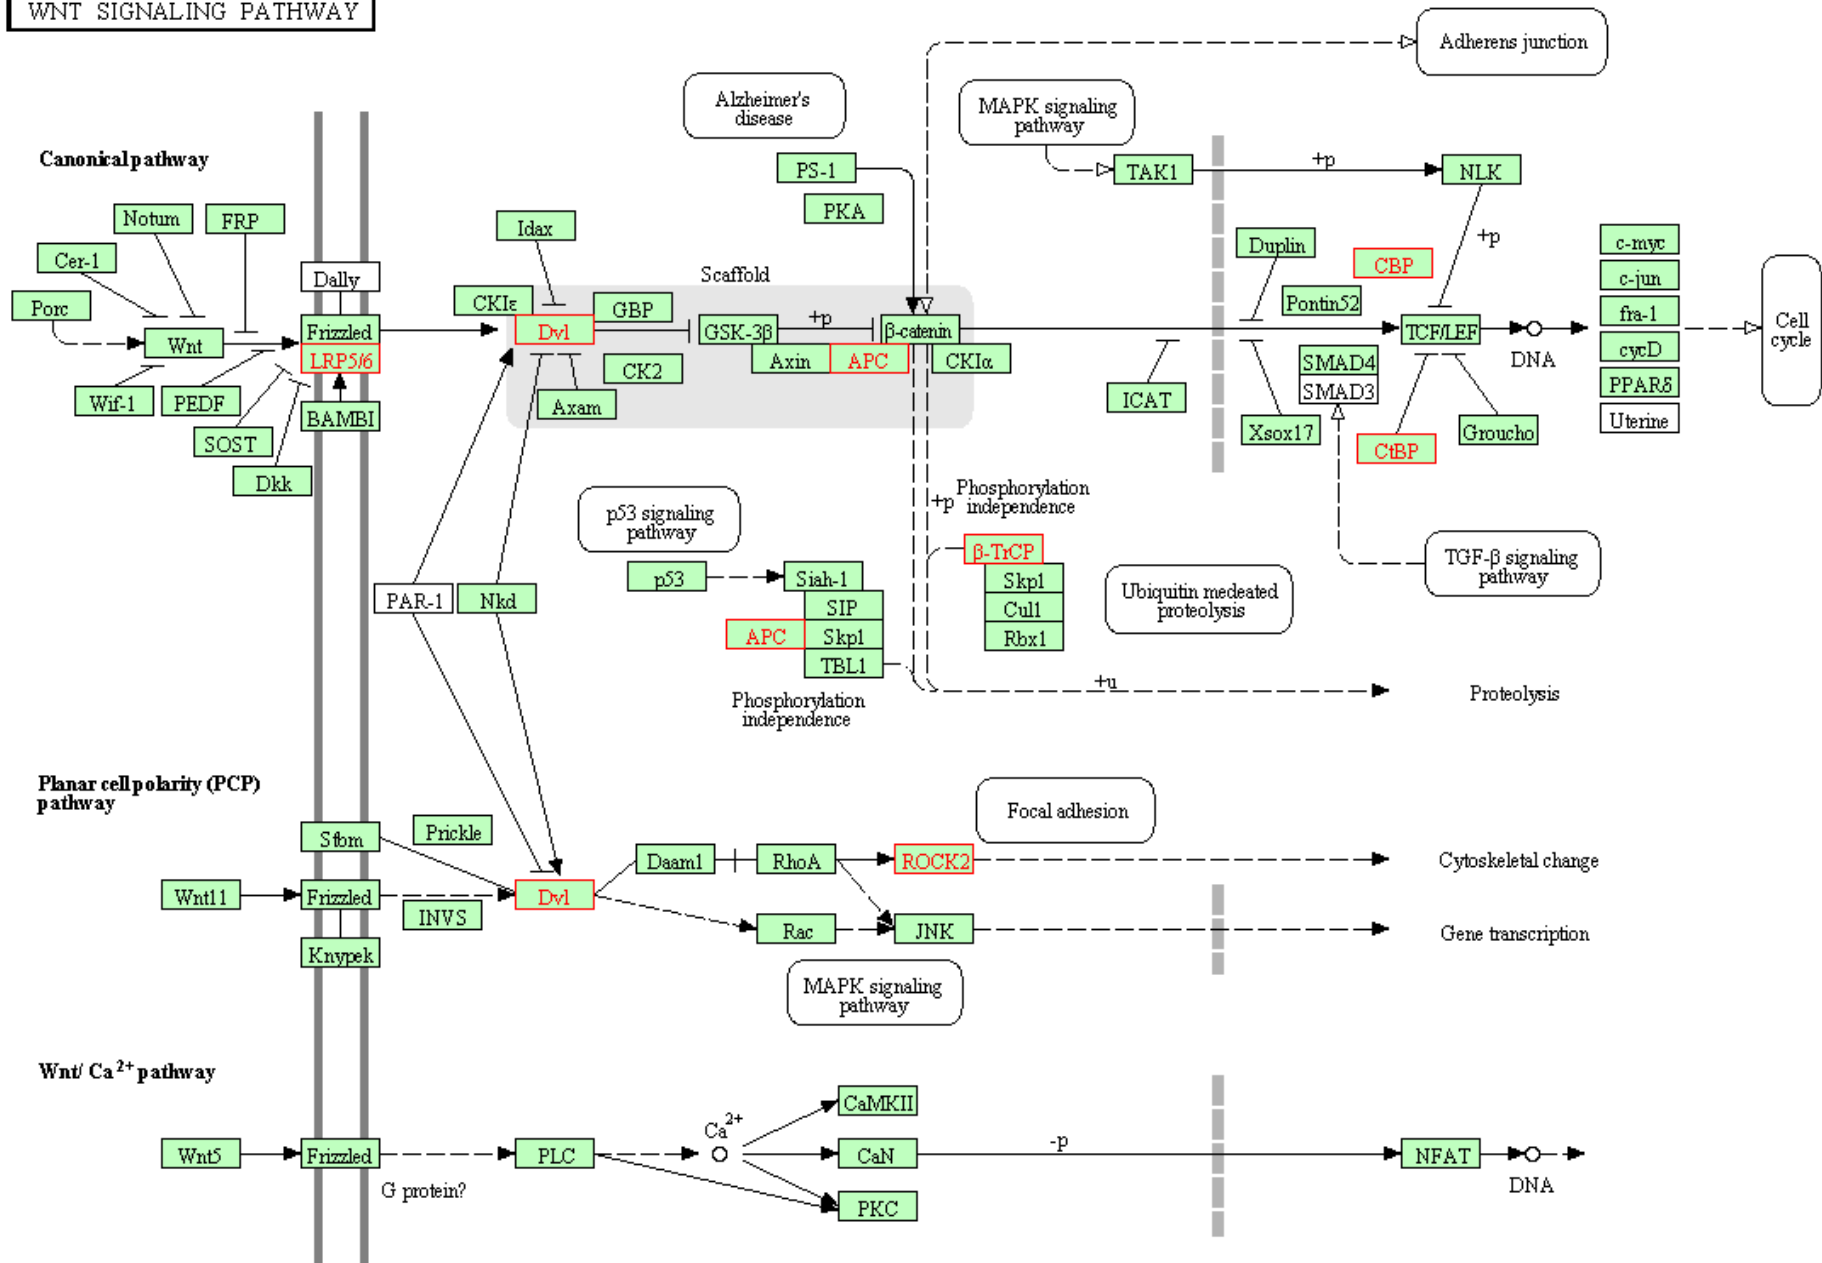 WNT SIGNALING PATHWAY
Adherens junction
Alzheimer's
disease
MAPK signaling
pathway
Canonical pathway
PS-1
TAK1
+p
NLK
PKA
Notum
FRP
Idax
Duplin
+p
c-myc
Cer-1
CBP
Dally
Scaffold
c-jun
Porc
CKIε
GBP
Pontin52
fra-1
Wnt
Frizzled
Dvl
GSK-3β
+p
β-catenin
TCF/LEF
DNA
Cell
cycle
LRP5/6
CK2
Axin
APC
CKIα
SMAD4
cycD
SMAD3
PPARδ
Wif-1
PEDF
BAMBI
Axam
ICAT
Uterine
SOST
Xsox17
CtBP
Groucho
Dkk
+p
Phosphorylation
independence
p53 signaling
pathway
β-TrCP
TGF-β signaling
pathway
p53
Siah-1
Skp1
Ubiquitin medeated
proteolysis
PAR-1
Nkd
SIP
Cul1
APC
Skp1
Rbx1
TBL1
+u
Proteolysis
Phosphorylation
independence
Planar cell polarity (PCP)
pathway
Focal adhesion
Stbm
Prickle
Daam1
RhoA
ROCK2
Cytoskeletal change
Wnt11
Frizzled
Dvl
INVS
Rac
JNK
Gene transcription
Knypek
MAPK signaling
pathway
Wnt/ Ca2+ pathway
CaMKII
Ca2+
Wnt5
Frizzled
PLC
CaN
-p
NFAT
DNA
G protein?
PKC